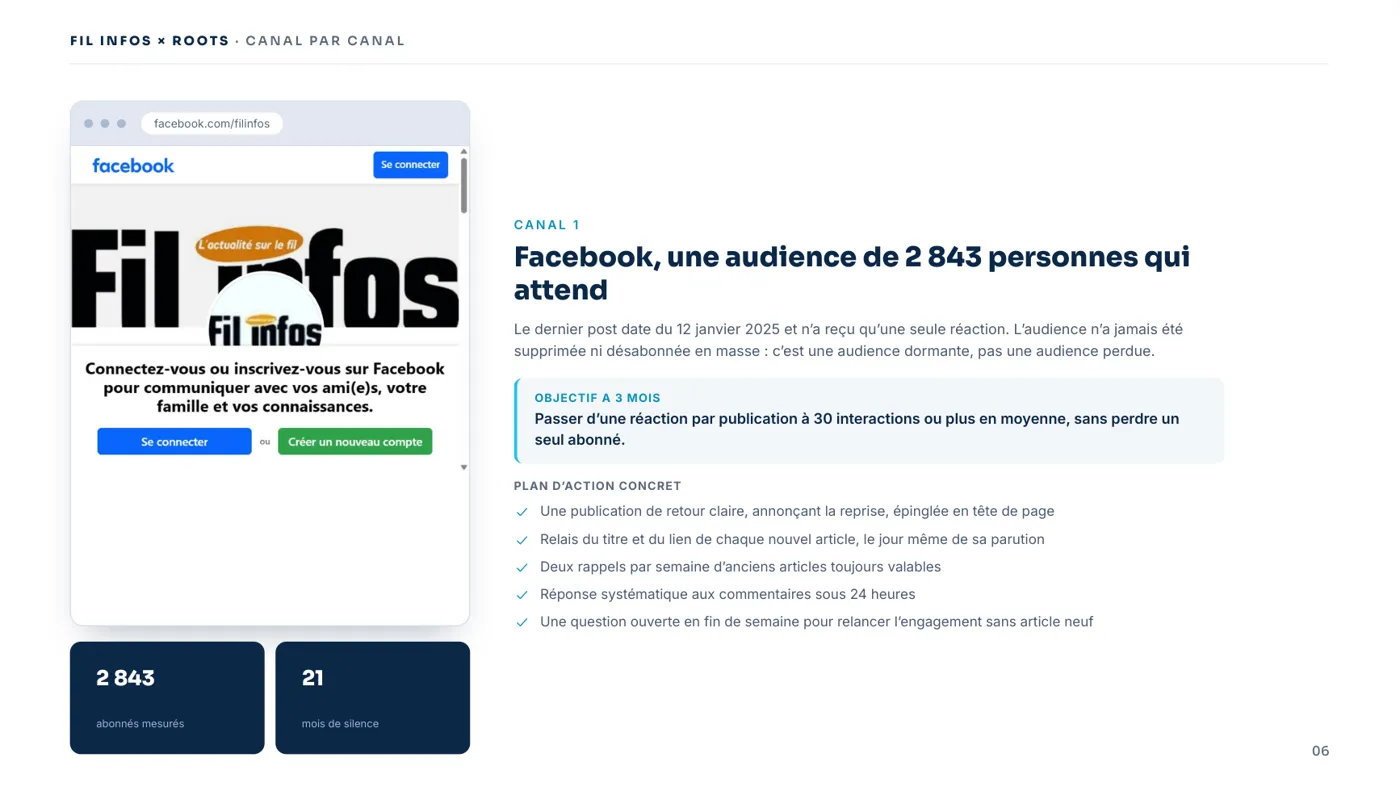 FIL INFOS × ROOTS · CANAL PAR CANAL
facebook.com/filinfos
facebook
Se connecter
Fil infos
L'actualité sur le fil
Fil infos
Connectez-vous ou inscrivez-vous sur Facebook
pour communiquer avec vos ami(e)s, votre
famille et vos connaissances.
Se connecter
ou
Créer un nouveau compte
2 843
abonnés mesurés
21
mois de silence
CANAL 1
Facebook, une audience de 2 843 personnes qui
attend
Le dernier post date du 12 janvier 2025 et n’a reçu qu’une seule réaction. L’audience n’a jamais été
supprimée ni désabonnée en masse : c’est une audience dormante, pas une audience perdue.
OBJECTIF A 3 MOIS
Passer d’une réaction par publication à 30 interactions ou plus en moyenne, sans perdre un
seul abonné.
PLAN D’ACTION CONCRET
Une publication de retour claire, annonçant la reprise, épinglée en tête de page
Relais du titre et du lien de chaque nouvel article, le jour même de sa parution
Deux rappels par semaine d’anciens articles toujours valables
Réponse systématique aux commentaires sous 24 heures
Une question ouverte en fin de semaine pour relancer l’engagement sans article neuf
06